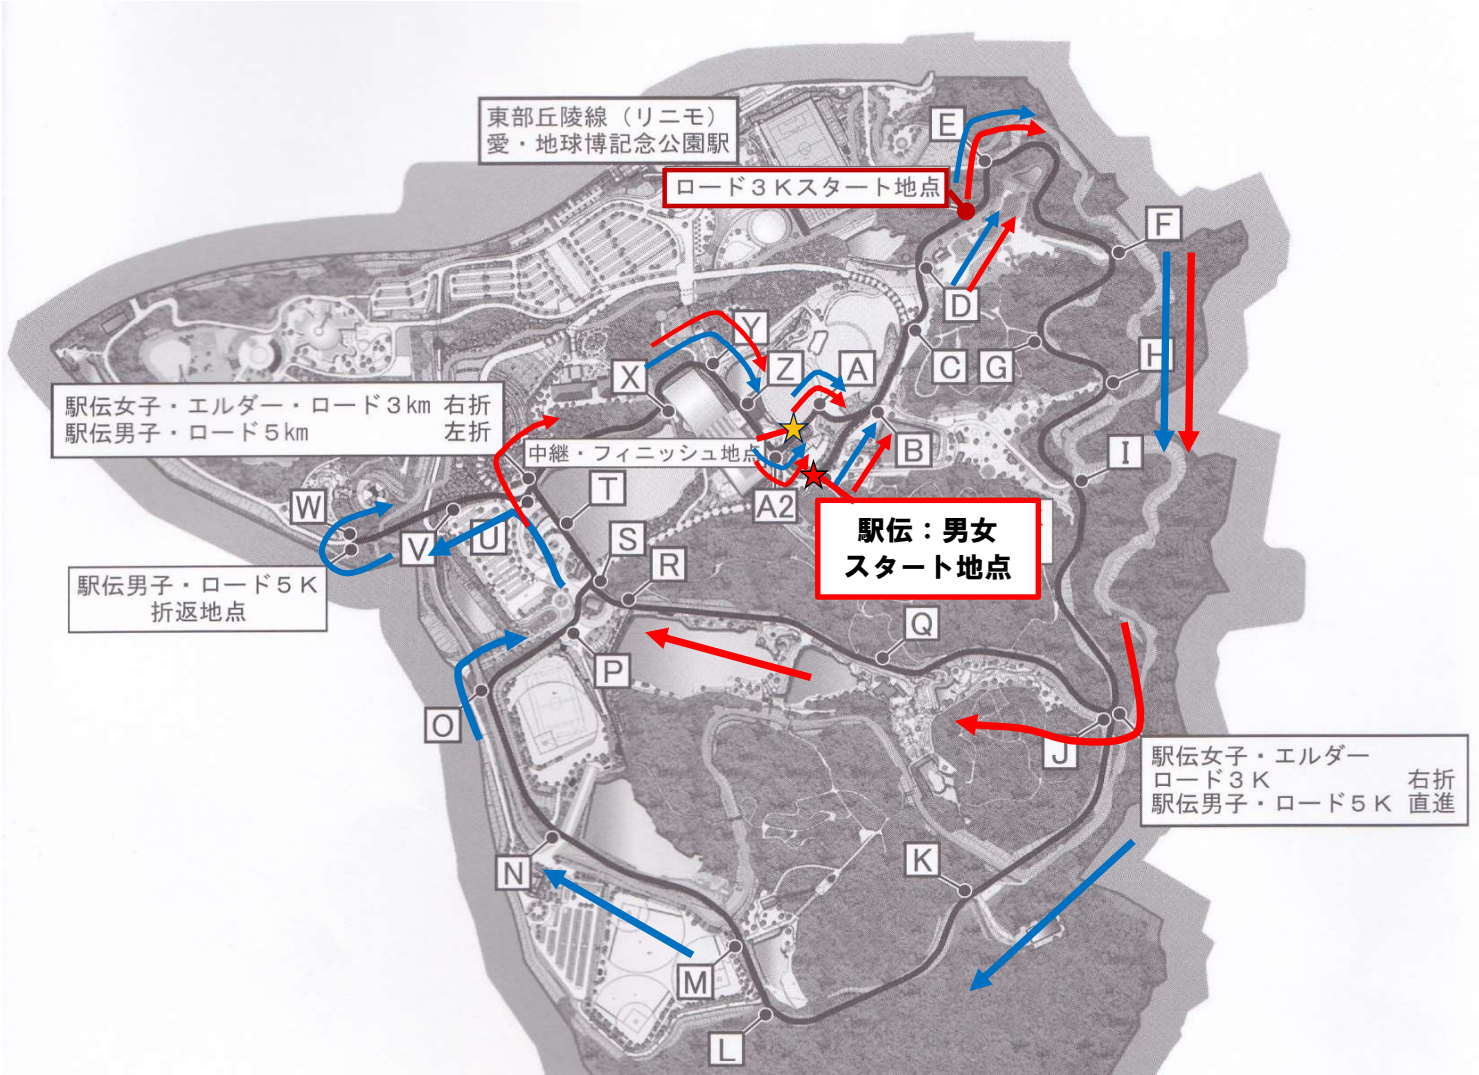 東部丘陵線（リニモ）
愛・地球博記念公園駅
E
ロード３Ｋスタート地点
F
D
Y
X
Z
A
C
G
H
駅伝女子・エルダー・ロード３km 右折
駅伝男子・ロード５km 左折
中継・フィニッシュ地点
B
I
W
T
A2
V
U
S
R
駅伝：男女
スタート地点
駅伝男子・ロード５Ｋ
折返地点
Q
P
O
J
駅伝女子・エルダー
ロード３Ｋ 右折
駅伝男子・ロード５Ｋ 直進
K
N
M
L